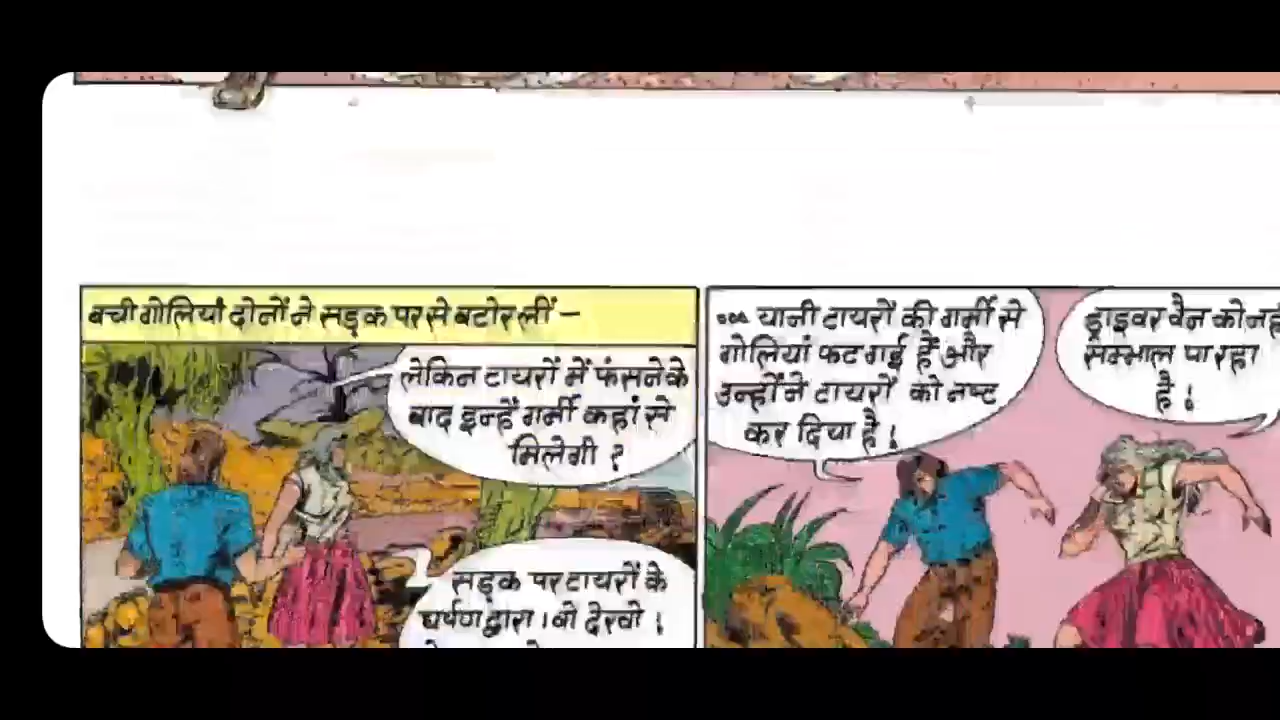 बची गोलियां दोनों ने सड़क पर से बटोर लीं –
लेकिन टायरों में फंसने के
बाद इन्हें गर्मी कहां से
मिलेगी ?
सड़क पर टायरों के
घर्षण द्वारा । वो देखो !
... यानी टायरों की गर्मी से
गोलियां फट गई हैं और
उन्होंने टायरों को नष्ट
कर दिया है !
ड्राइवर वैन को
सम्भाल पा रहा
है !